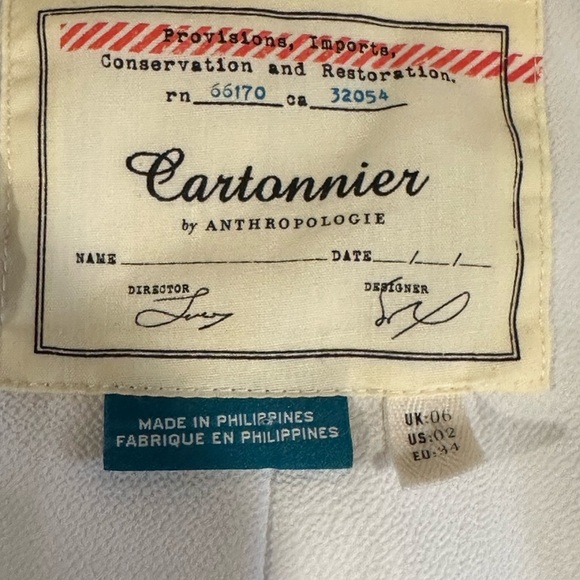 Provisions, Imports,
Conservation and Restoration.
rn 66170 ca 32054
Cartonnier
by ANTHROPOLOGIE
NAME DATE / /
DIRECTOR DESIGNER
MADE IN PHILIPPINES
FABRIQUE EN PHILIPPINES
UK:06
US:02
EU:34